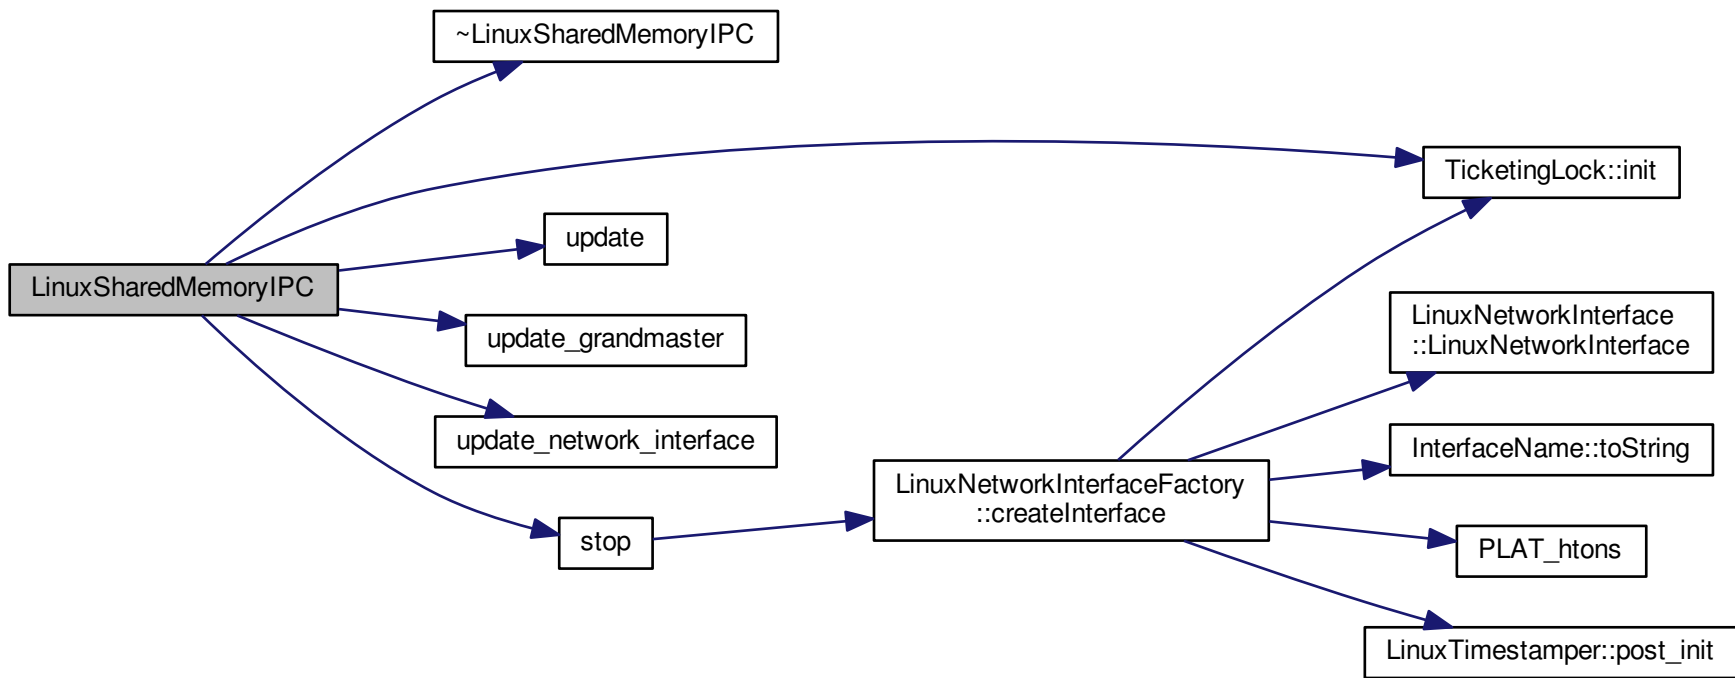 ~LinuxSharedMemoryIPC
TicketingLock::init
update
LinuxSharedMemoryIPC
LinuxNetworkInterface
::LinuxNetworkInterface
update_grandmaster
update_network_interface
InterfaceName::toString
LinuxNetworkInterfaceFactory
::createInterface
stop
PLAT_htons
LinuxTimestamper::post_init